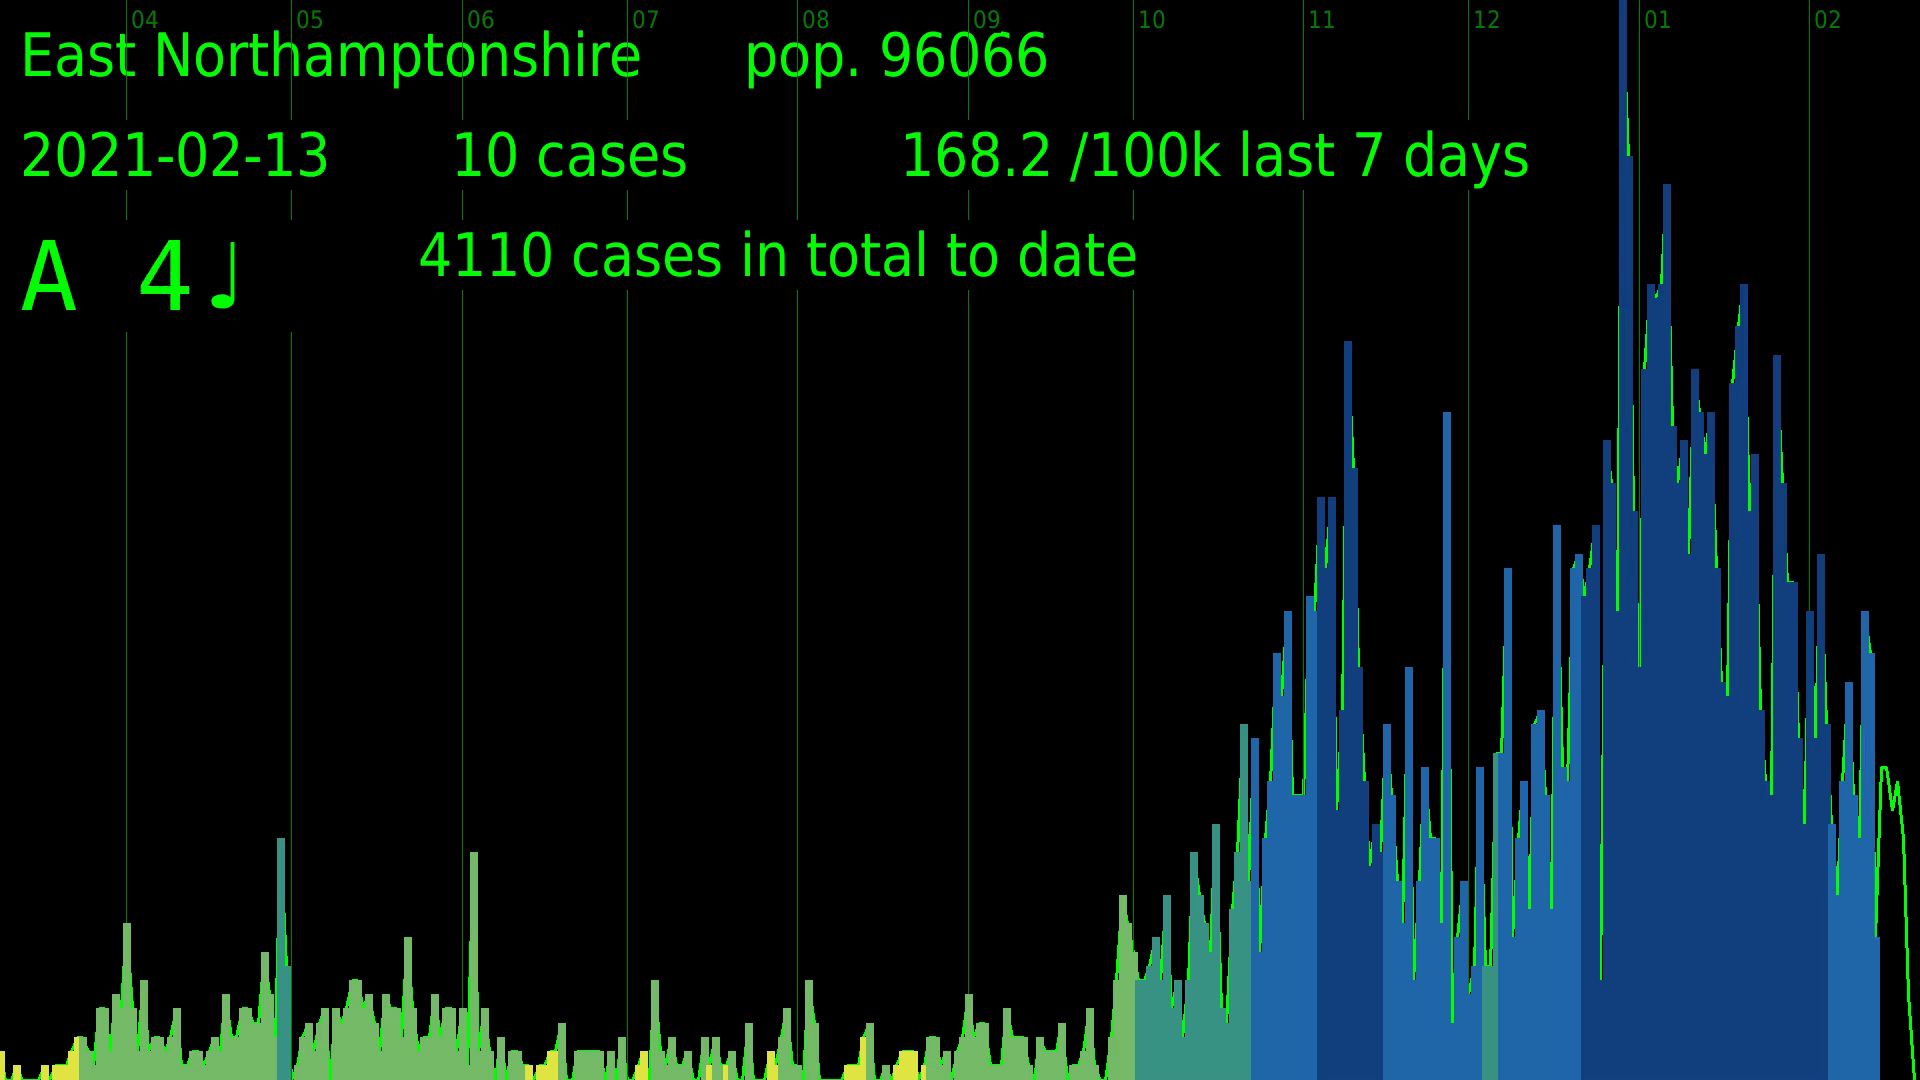 04 05 06 07 08 09 10 11 12 01 02
East Northamptonshire pop. 96066
2021-02-13 10 cases 168.2 /100k last 7 days
A 4♩ 4110 cases in total to date